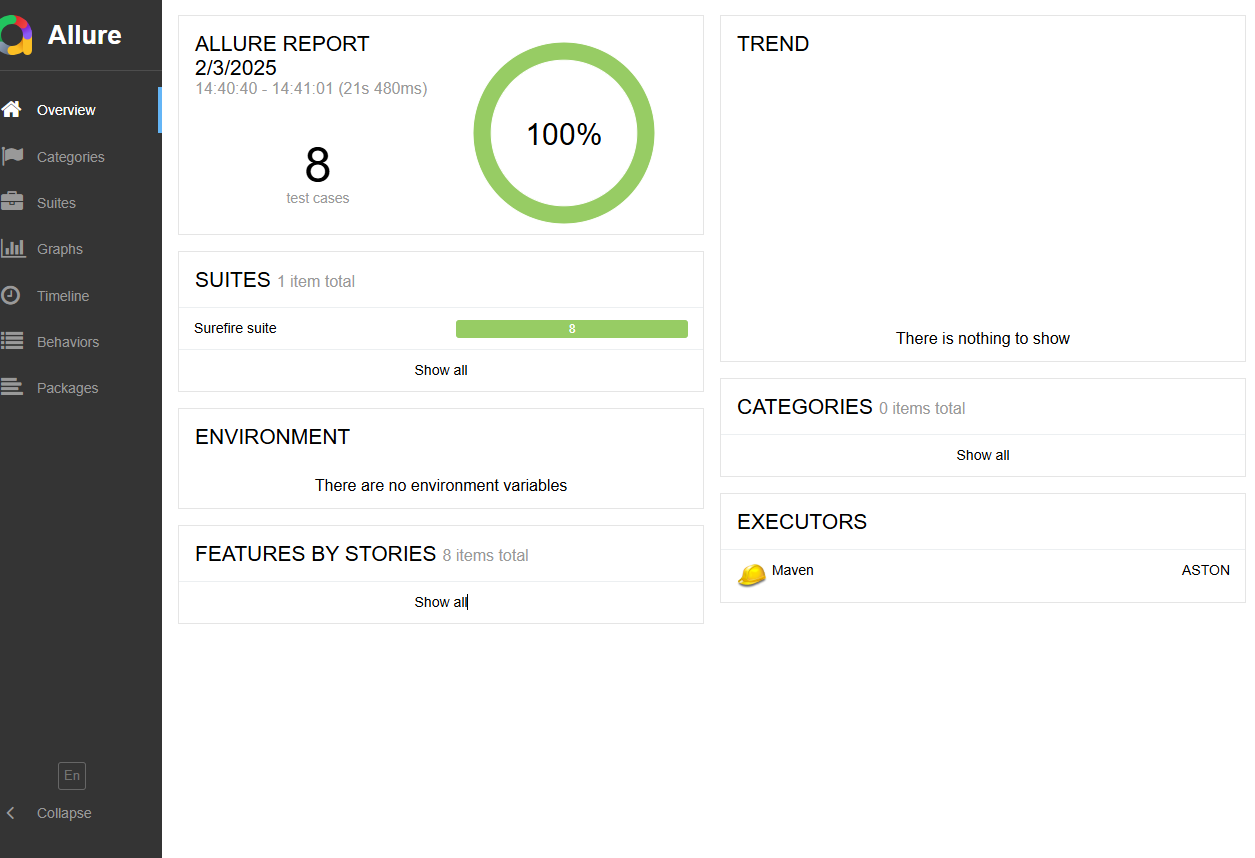 Allure
Overview
Categories
Suites
Graphs
Timeline
Behaviors
Packages
En
Collapse
ALLURE REPORT
2/3/2025
14:40:40 - 14:41:01 (21s 480ms)
8
test cases
100%
SUITES 1 item total
Surefire suite 8
Show all
ENVIRONMENT
There are no environment variables
FEATURES BY STORIES 8 items total
Show all
TREND
There is nothing to show
CATEGORIES 0 items total
Show all
EXECUTORS
Maven ASTON